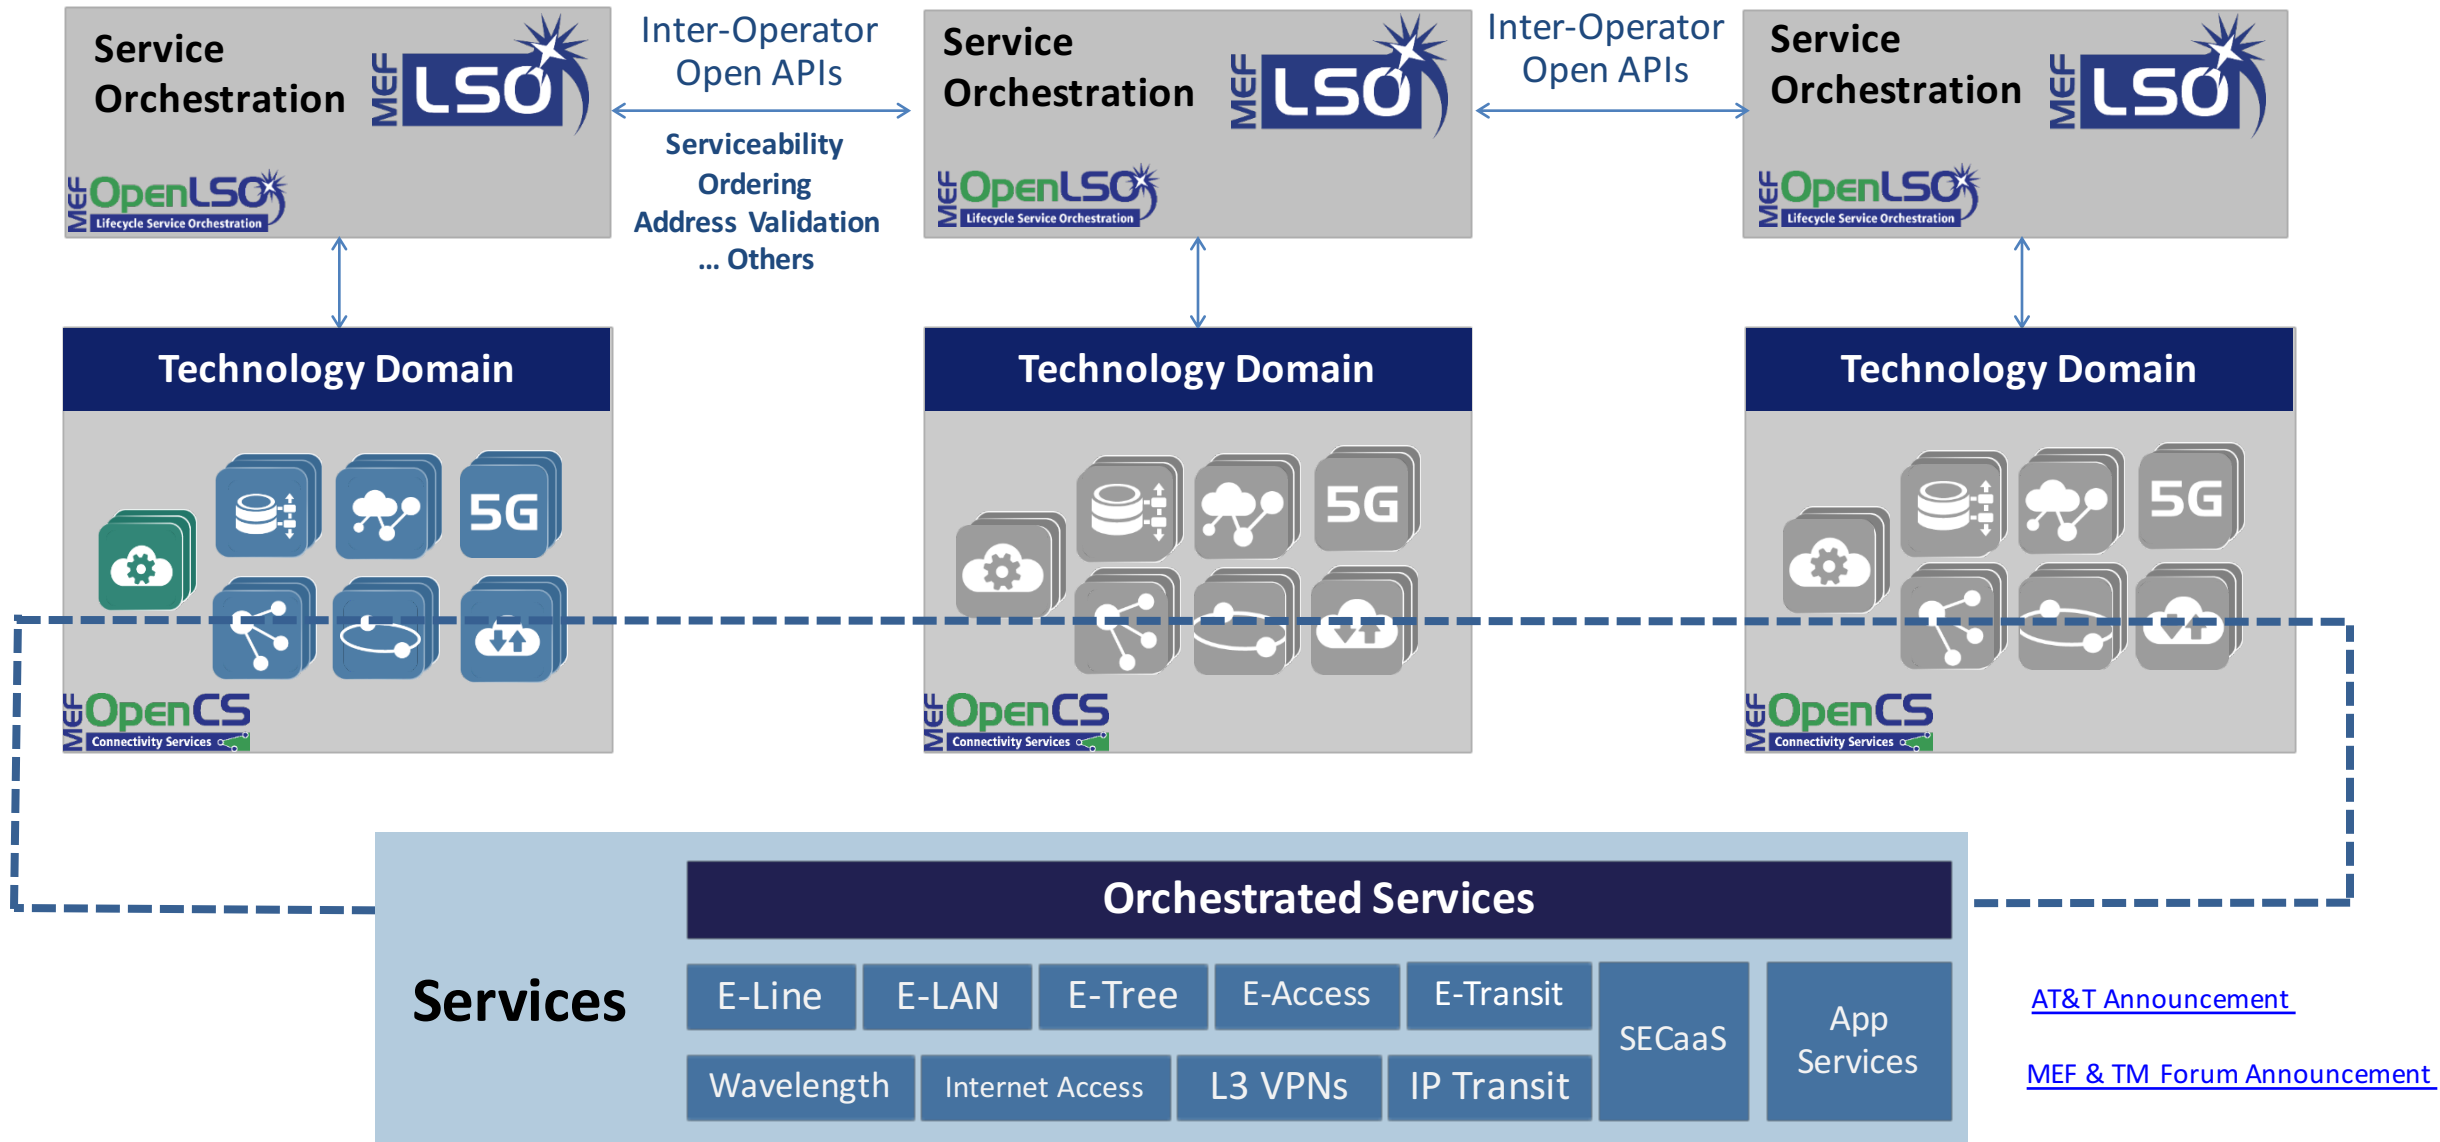 Service
Orchestration
MEF
LSO
MEF
OpenLSO
Lifecycle Service Orchestration
Inter-Operator
Open APIs
Serviceability
Ordering
Address Validation
... Others
Service
Orchestration
MEF
LSO
MEF
OpenLSO
Lifecycle Service Orchestration
Inter-Operator
Open APIs
Service
Orchestration
MEF
LSO
MEF
OpenLSO
Lifecycle Service Orchestration
Technology Domain
5G
MEF
OpenCS
Connectivity Services
Technology Domain
5G
MEF
OpenCS
Connectivity Services
Technology Domain
5G
MEF
OpenCS
Connectivity Services
Services
Orchestrated Services
E-Line
E-LAN
E-Tree
E-Access
E-Transit
Wavelength
Internet Access
L3 VPNs
IP Transit
SECaaS
App
Services
AT&T Announcement
MEF & TM Forum Announcement